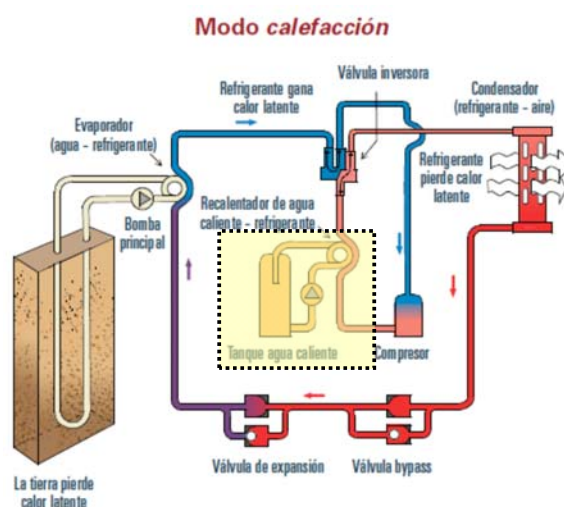 Modo calefacción
Válvula inversora
Refrigerante gana
calor latente
Condensador
(refrigerante - aire)
Evaporador
(agua - refrigerante)
Refrigerante
pierde calor
latente
Bomba
principal
Recalentador de agua
caliente - refrigerante
Tanque agua caliente
Compresor
Válvula de expansión
Válvula bypass
La tierra pierde
calor latente